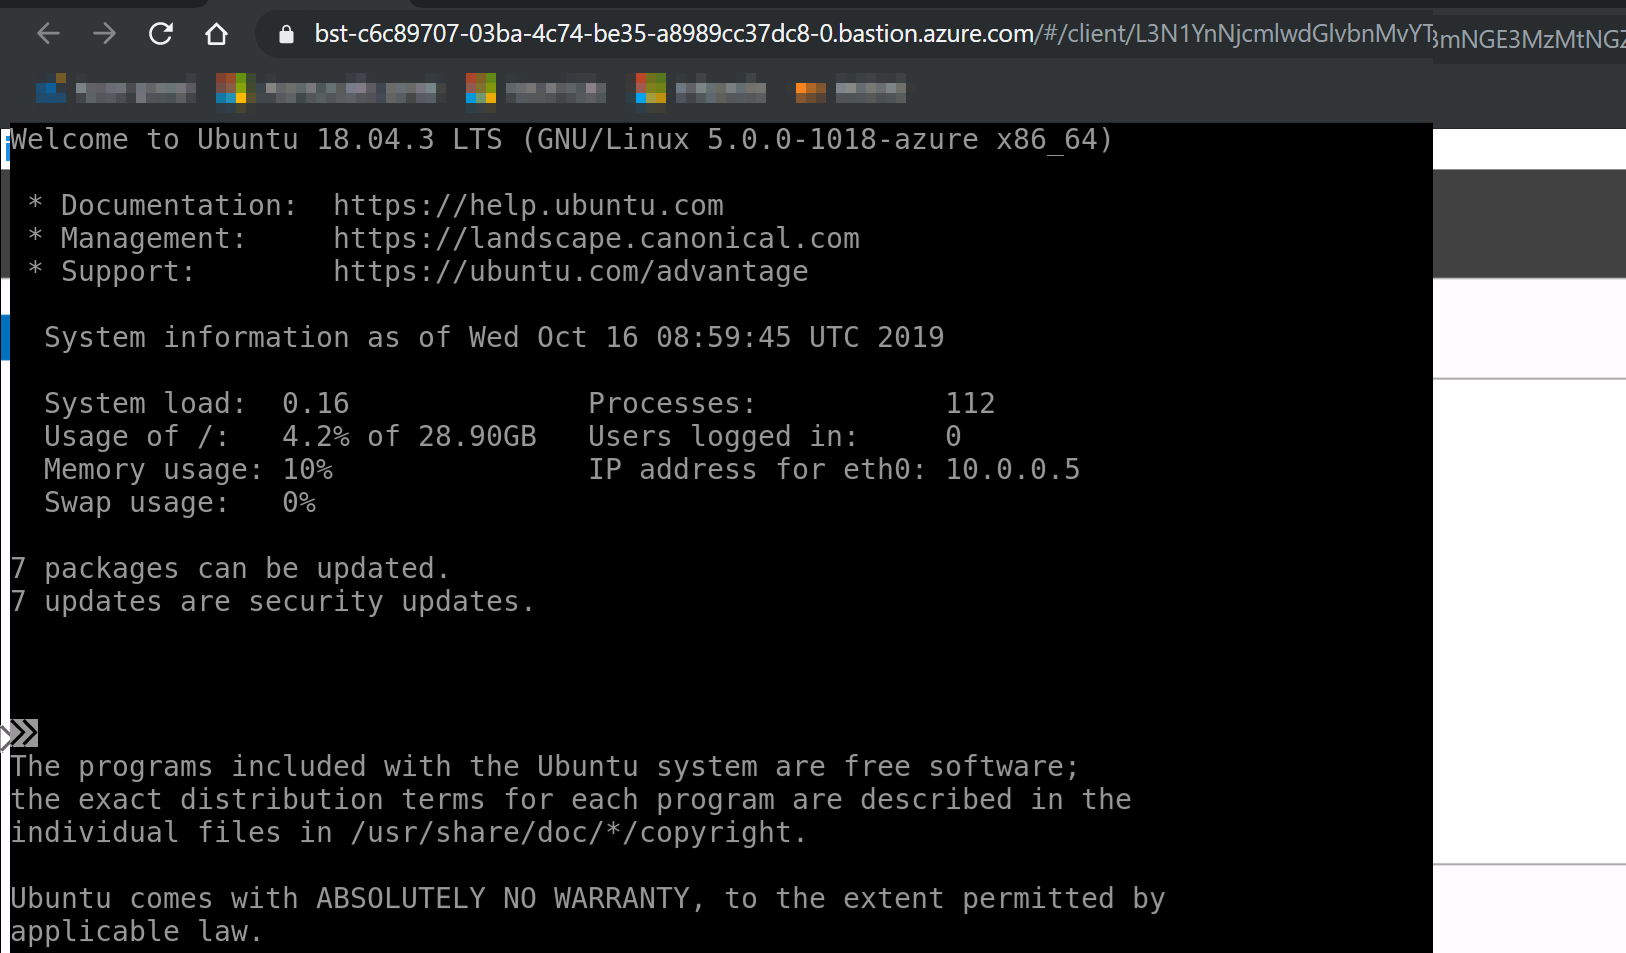 bst-c6c89707-03ba-4c74-be35-a8989cc37dc8-0.bastion.azure.com/#/client/L3N1YnNjcmlwdGlvbnMvYT
3mNGE3MzMtNGZ
Welcome to Ubuntu 18.04.3 LTS (GNU/Linux 5.0.0-1018-azure x86_64)
* Documentation:  https://help.ubuntu.com
* Management:     https://landscape.canonical.com
* Support:        https://ubuntu.com/advantage
System information as of Wed Oct 16 08:59:45 UTC 2019
System load:  0.16              Processes:           112
Usage of /:   4.2% of 28.90GB   Users logged in:     0
Memory usage: 10%               IP address for eth0: 10.0.0.5
Swap usage:   0%
7 packages can be updated.
7 updates are security updates.
The programs included with the Ubuntu system are free software;
the exact distribution terms for each program are described in the
individual files in /usr/share/doc/*/copyright.
Ubuntu comes with ABSOLUTELY NO WARRANTY, to the extent permitted by
applicable law.